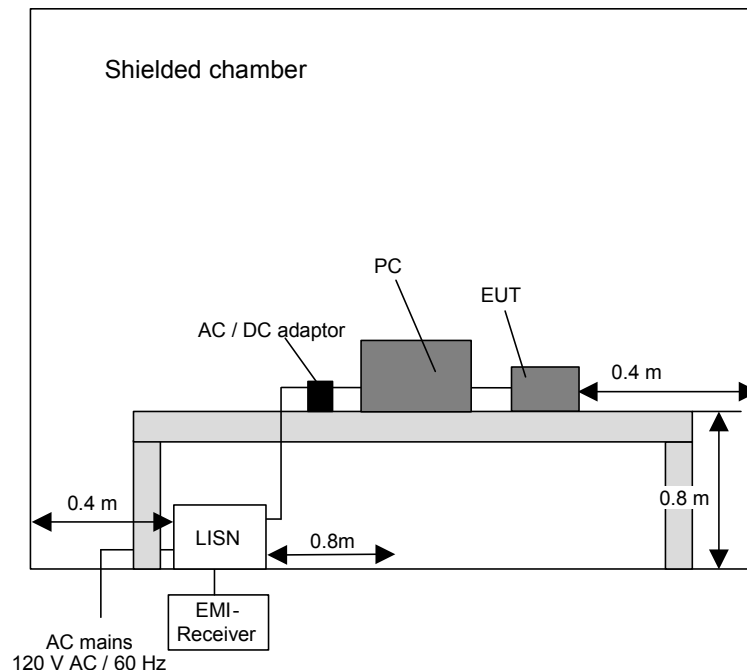 Shielded chamber
PC
EUT
AC / DC adaptor
0.4 m
0.4 m
0.8 m
LISN
0.8m
EMI-
Receiver
AC mains
120 V AC / 60 Hz